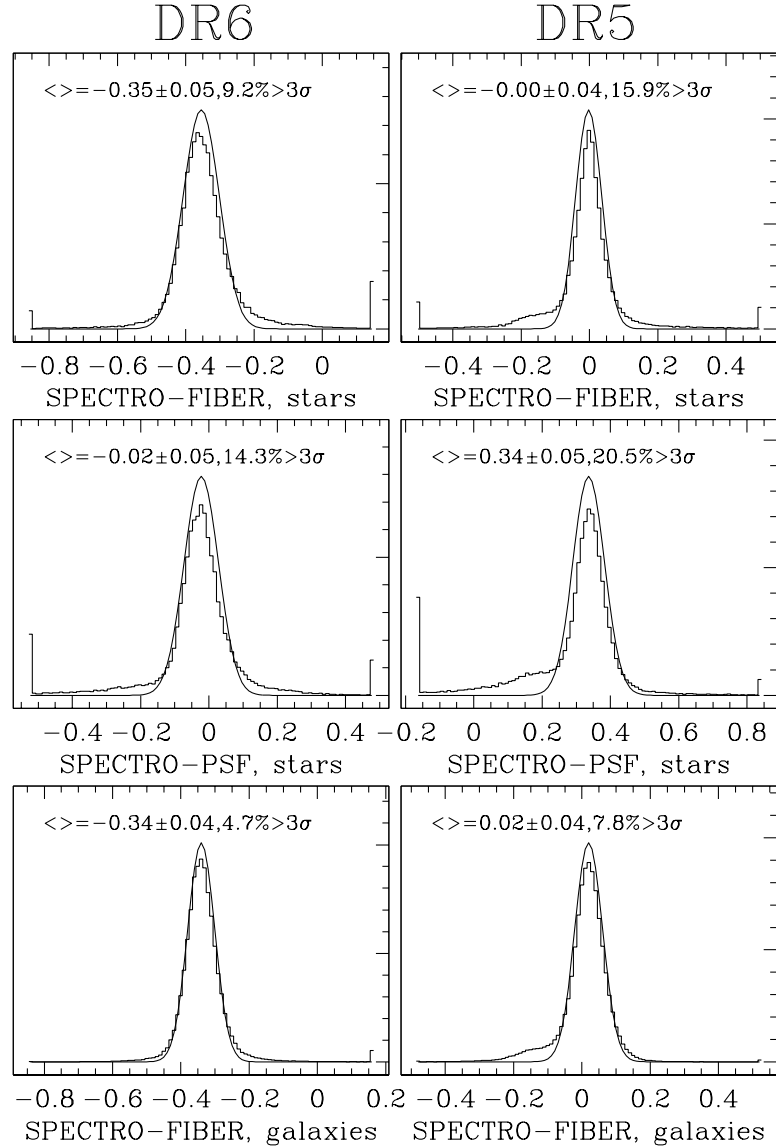 DR6 DR5
<>=−0.35±0.05,9.2%>3σ <>=−0.00±0.04,15.9%>3σ
−0.8 −0.6 −0.4 −0.2 0 −0.4 −0.2 0 0.2 0.4
SPECTRO−FIBER, stars SPECTRO−FIBER, stars
<>=−0.02±0.05,14.3%>3σ <>=0.34±0.05,20.5%>3σ
−0.4 −0.2 0 0.2 0.4 −0.2 0 0.2 0.4 0.6 0.8
SPECTRO−PSF, stars SPECTRO−PSF, stars
<>=−0.34±0.04,4.7%>3σ <>=0.02±0.04,7.8%>3σ
−0.8 −0.6 −0.4 −0.2 0 0.2 −0.4 −0.2 0 0.2 0.4
SPECTRO−FIBER, galaxies SPECTRO−FIBER, galaxies